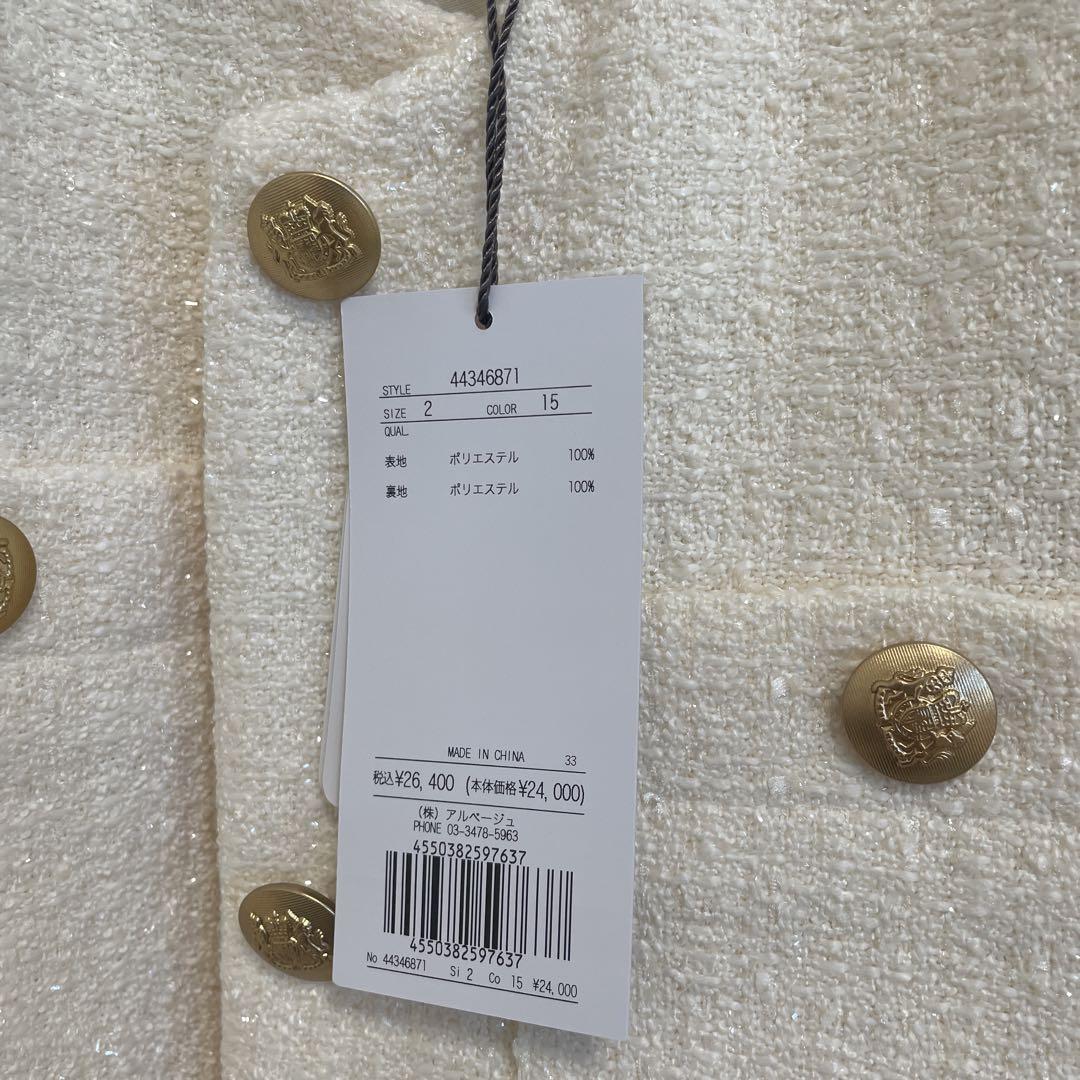 STYLE 44346871
SIZE 2 COLOR 15
QUAL
表地 ポリエステル 100%
裏地 ポリエステル 100%
MADE IN CHINA 33
税込¥26,400 (本体価格¥24,000)
(株) アルページュ
PHONE 03-3478-5963
4550382597637
4550382597637
No 44346871 Si 2 Co 15 ¥24,000